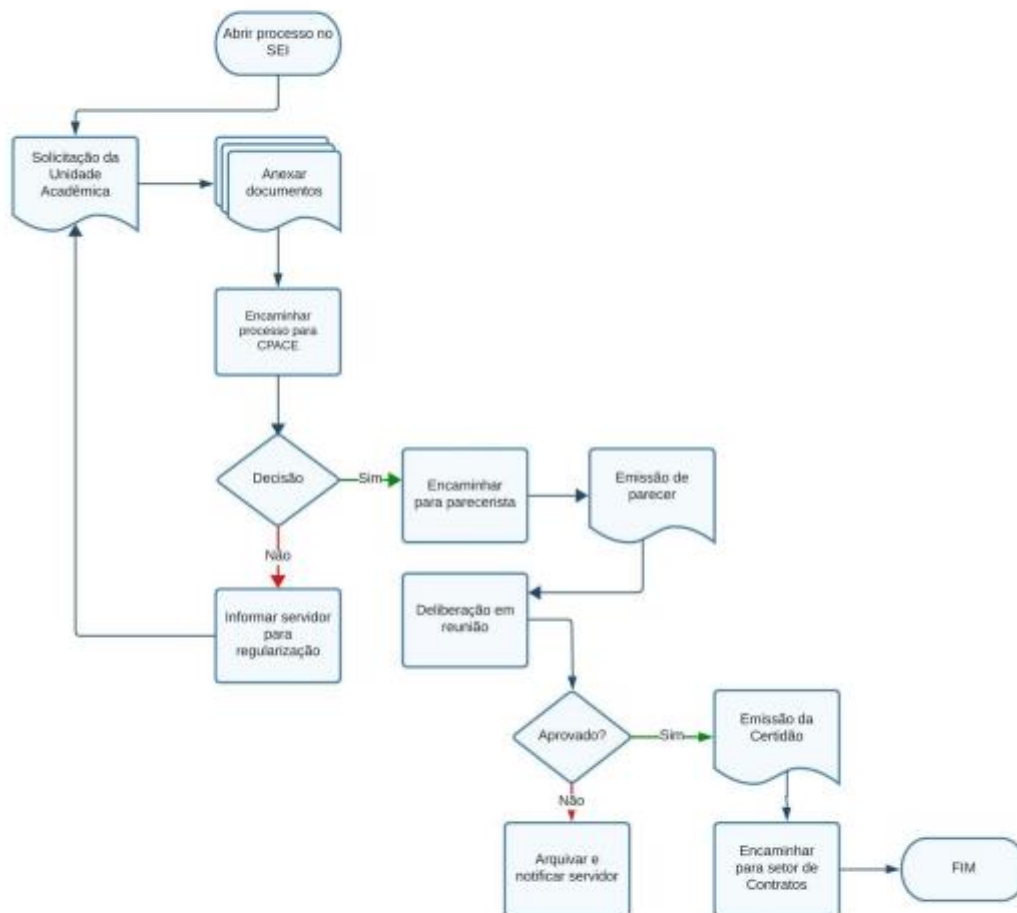 Abrir processo no
SEI
Solicitação da
Unidade
Acadêmica
Anexar
documentos
Encaminhar
processo para
CPACE
Decisão
Sim
Encaminhar
para parecerista
Emissão de
parecer
Não
Informar servidor
para
regularização
Deliberação em
reunião
Aprovado?
Sim
Emissão da
Certidão
Não
Arquivar e
notificar servidor
Encaminhar
para setor de
Contratos
FIM